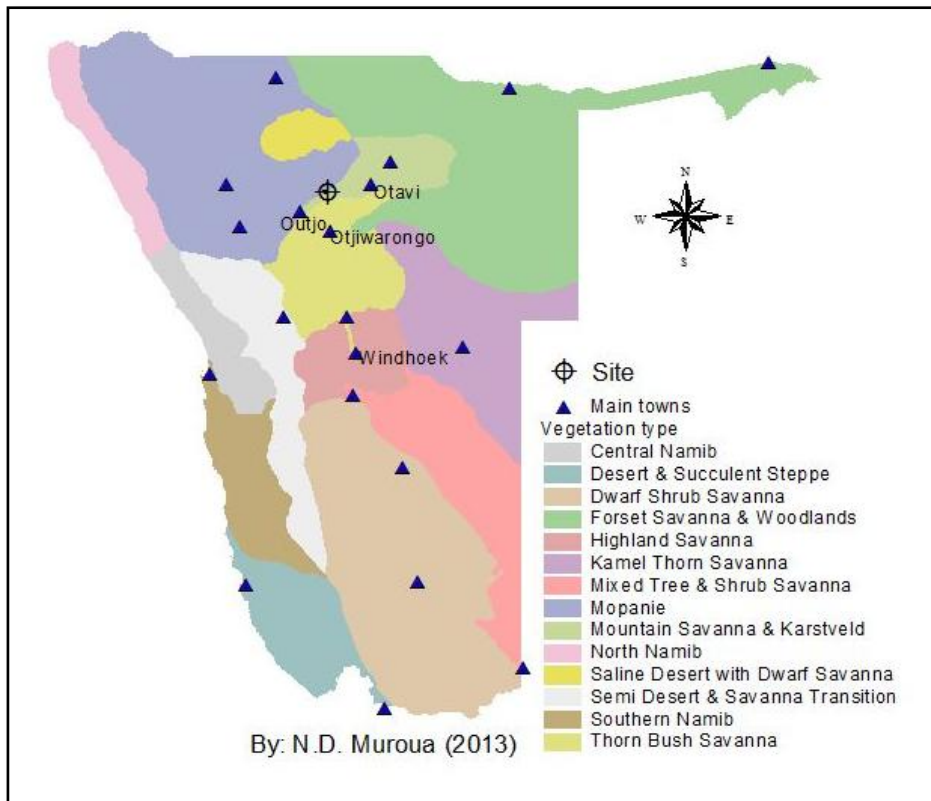 N
W E
S
Otavi
Outjo
Otjiwarongo
Windhoek
Site
Main towns
Vegetation type
Central Namib
Desert & Succulent Steppe
Dwarf Shrub Savanna
Forset Savanna & Woodlands
Highland Savanna
Kamel Thorn Savanna
Mixed Tree & Shrub Savanna
Mopanie
Mountain Savanna & Karstveld
North Namib
Saline Desert with Dwarf Savanna
Semi Desert & Savanna Transition
Southern Namib
Thorn Bush Savanna
By: N.D. Muroua (2013)